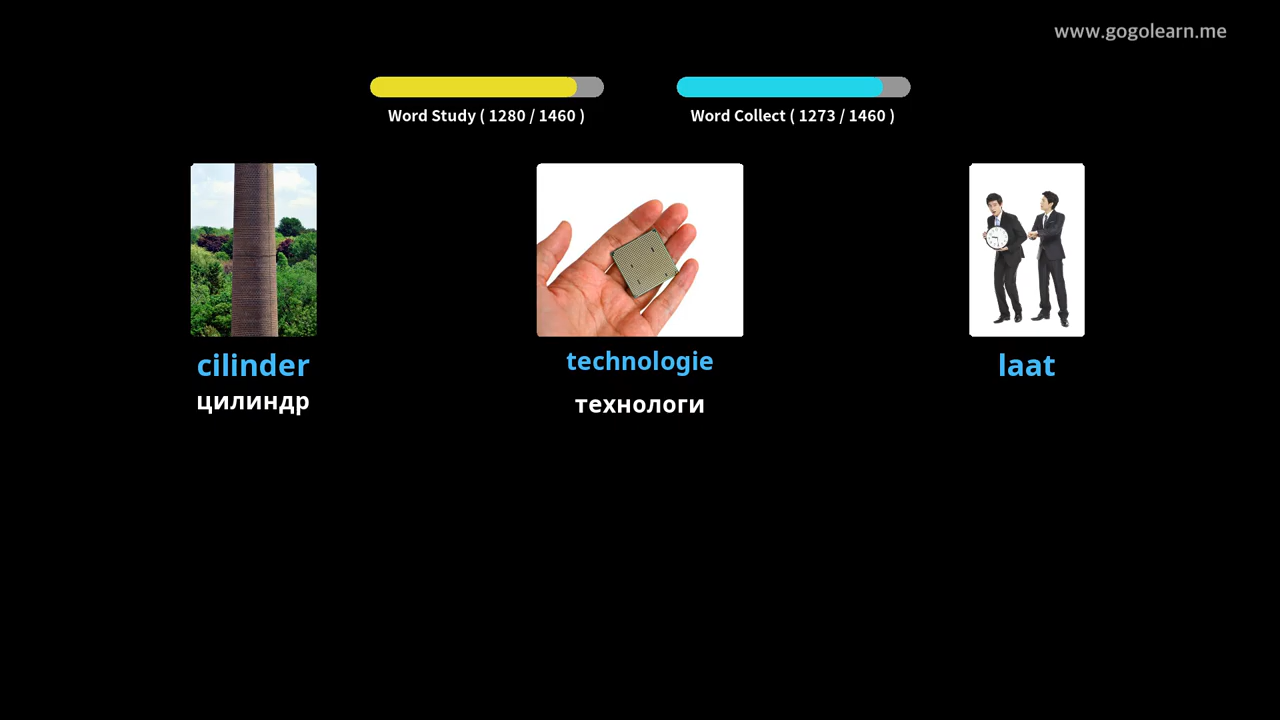 www.gogolearn.me
Word Study ( 1280 / 1460 )
Word Collect ( 1273 / 1460 )
cilinder
цилиндр
technologie
технологи
laat